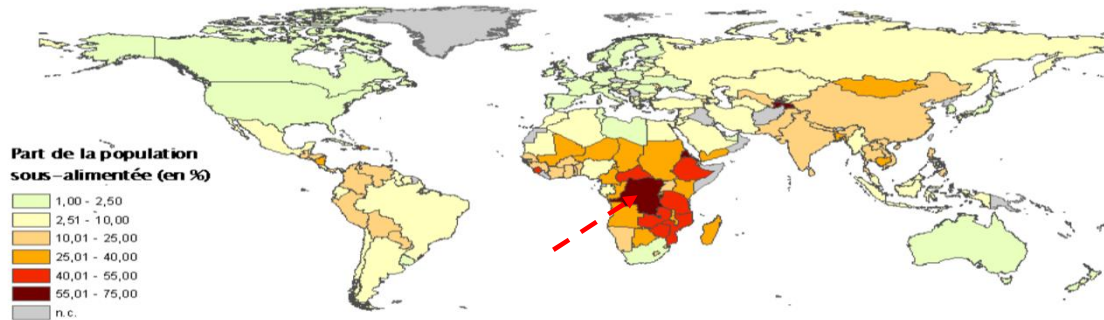 Part de la population
sous-alimentée (en %)
1,00 - 2,50
2,51 - 10,00
10,01 - 25,00
25,01 - 40,00
40,01 - 55,00
55,01 - 75,00
n.c.